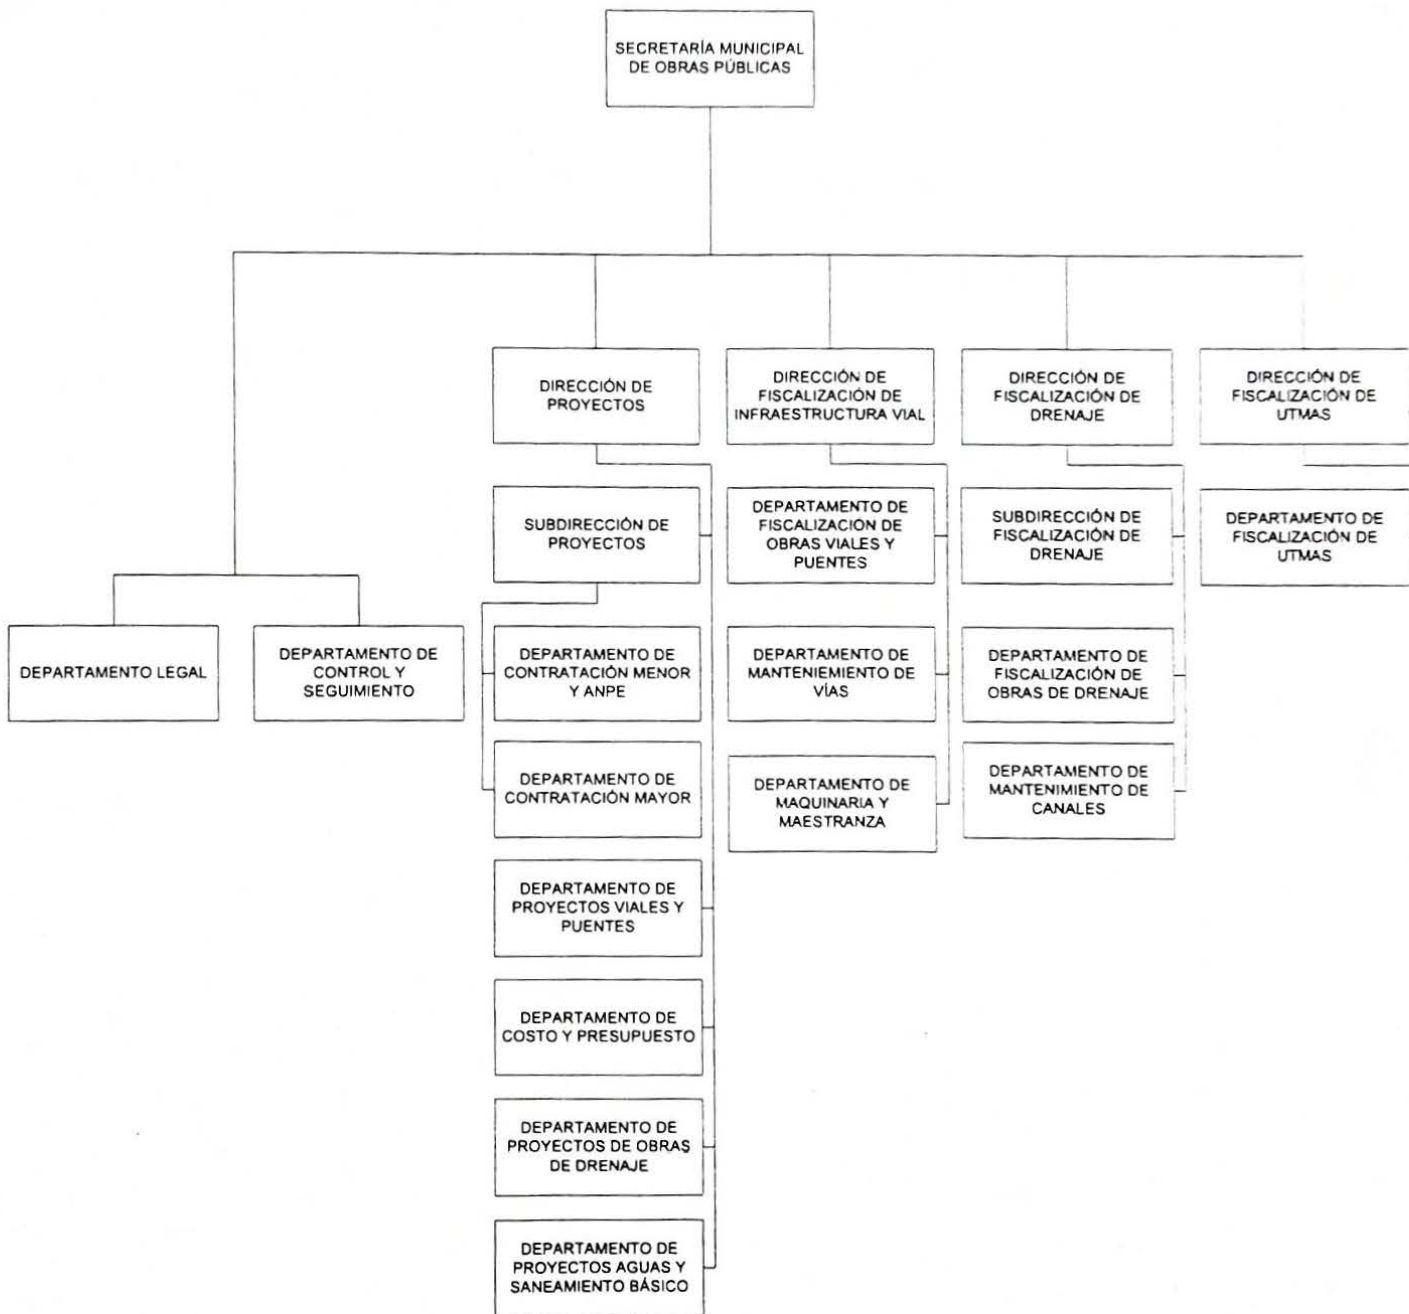 SECRETARÍA MUNICIPAL
DE OBRAS PÚBLICAS
DEPARTAMENTO LEGAL
DEPARTAMENTO DE
CONTROL Y
SEGUIMIENTO
DIRECCIÓN DE
PROYECTOS
SUBDIRECCIÓN DE
PROYECTOS
DEPARTAMENTO DE
CONTRATACIÓN MENOR
Y ANPE
DEPARTAMENTO DE
CONTRATACIÓN MAYOR
DEPARTAMENTO DE
PROYECTOS VIALES Y
PUENTES
DEPARTAMENTO DE
COSTO Y PRESUPUESTO
DEPARTAMENTO DE
PROYECTOS DE OBRAS
DE DRENAJE
DEPARTAMENTO DE
PROYECTOS AGUAS Y
SANEAMIENTO BÁSICO
DIRECCIÓN DE
FISCALIZACIÓN DE
INFRAESTRUCTURA VIAL
DEPARTAMENTO DE
FISCALIZACIÓN DE
OBRAS VIALES Y
PUENTES
DEPARTAMENTO DE
MANTENIEMIENTO DE
VÍAS
DEPARTAMENTO DE
MAQUINARIA Y
MAESTRANZA
DIRECCIÓN DE
FISCALIZACIÓN DE
DRENAJE
SUBDIRECCIÓN DE
FISCALIZACIÓN DE
DRENAJE
DEPARTAMENTO DE
FISCALIZACIÓN DE
OBRAS DE DRENAJE
DEPARTAMENTO DE
MANTENIMIENTO DE
CANALES
DIRECCIÓN DE
FISCALIZACIÓN DE
UTMAS
DEPARTAMENTO DE
FISCALIZACIÓN DE
UTMAS